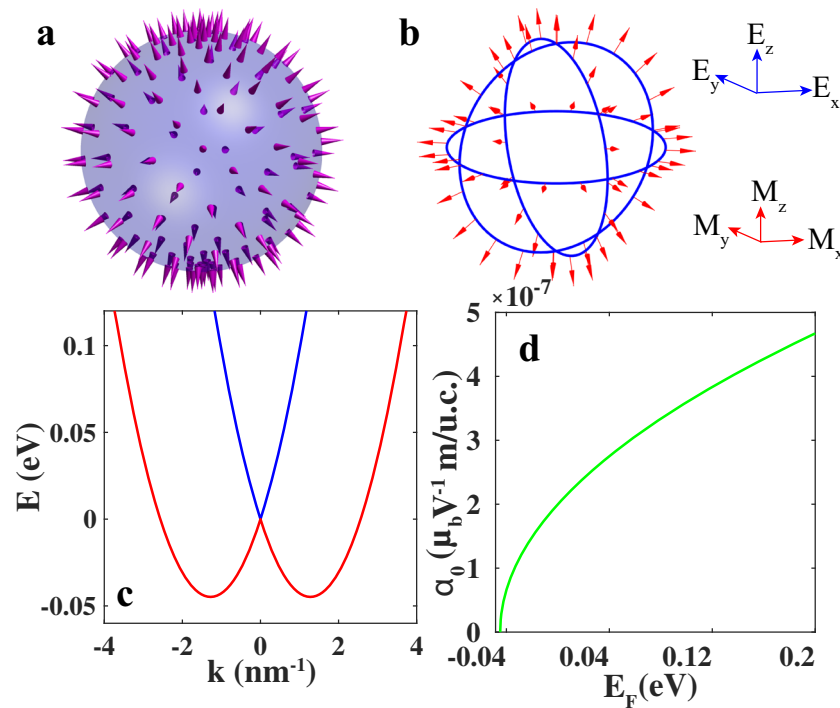 a
b
E_z
E_y
E_x
M_z
M_y
M_x
×10⁻⁷
0.1
0.05
0
-0.05
E (eV)
c
-4
-2
0
2
4
k (nm⁻¹)
d
5
4
3
2
1
0
α₀ (μ_b V⁻¹ m/u.c.)
-0.04
0.04
0.12
0.2
E_F(eV)